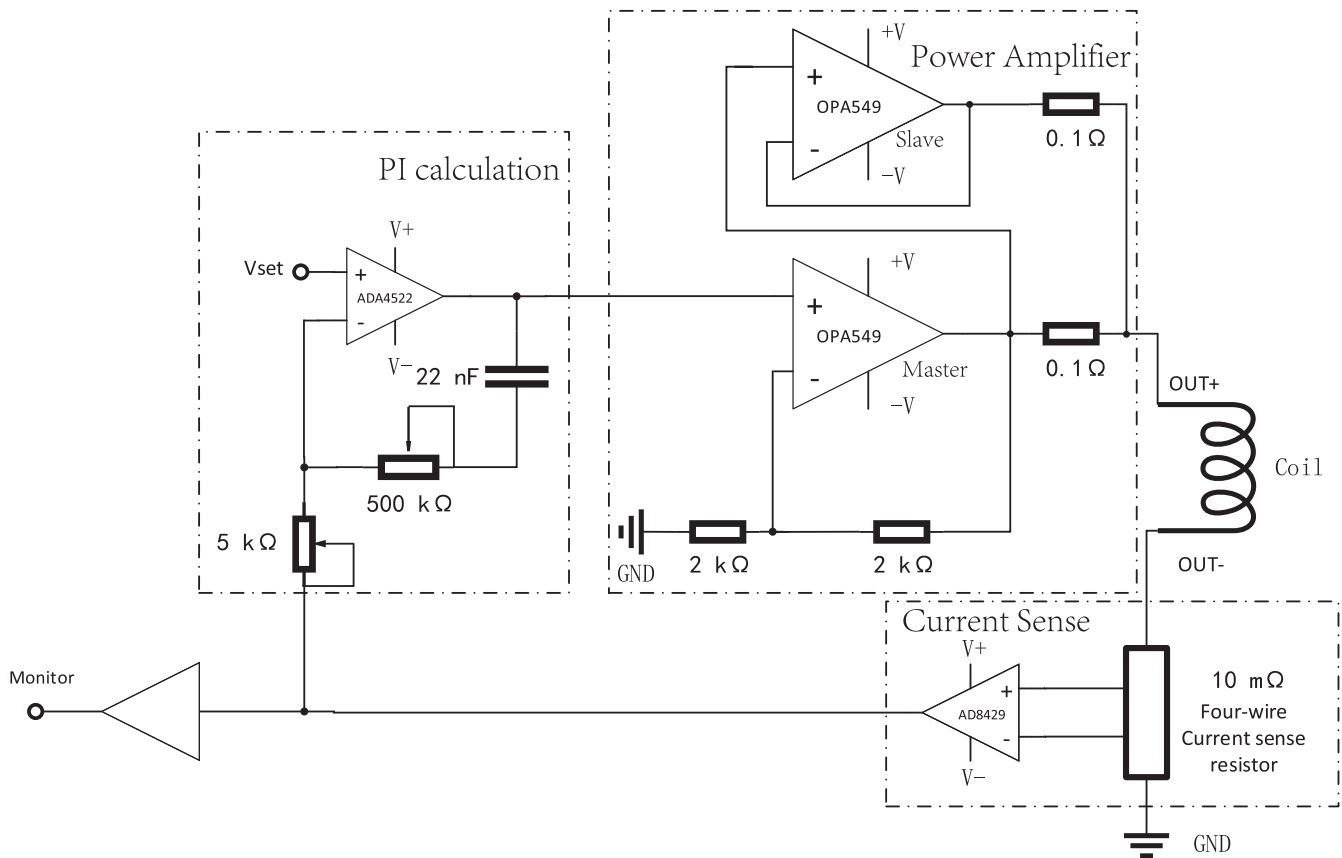 +V
Power Amplifier
+
OPA549
-
Slave
-V
0.1Ω
PI calculation
V+
Vset
+
ADA4522
-
V-
22 nF
500 kΩ
5 kΩ
+V
+
OPA549
-
Master
-V
0.1Ω
GND
2 kΩ
2 kΩ
OUT+
Coil
OUT-
Current Sense
V+
+
AD8429
-
V-
10 mΩ
Four-wire
Current sense
resistor
Monitor
GND